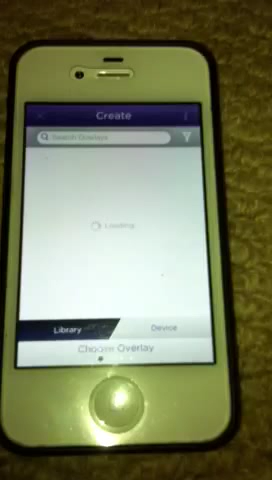 Create
Search Overlays
Loading
Library
Device
Choose Overlay